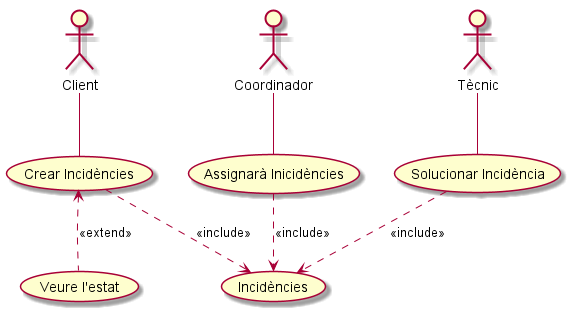 Client
Coordinador
Tècnic
Crear Incidències
Assignarà Inicidències
Solucionar Incidència
«extend»
«include»
«include»
«include»
Veure l'estat
Incidències